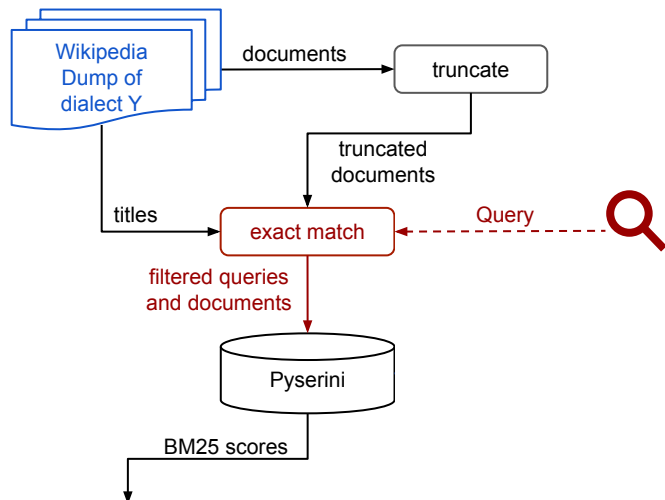 Wikipedia
Dump of
dialect Y
documents
truncate
truncated
documents
titles
exact match
Query
filtered queries
and documents
Pyserini
BM25 scores